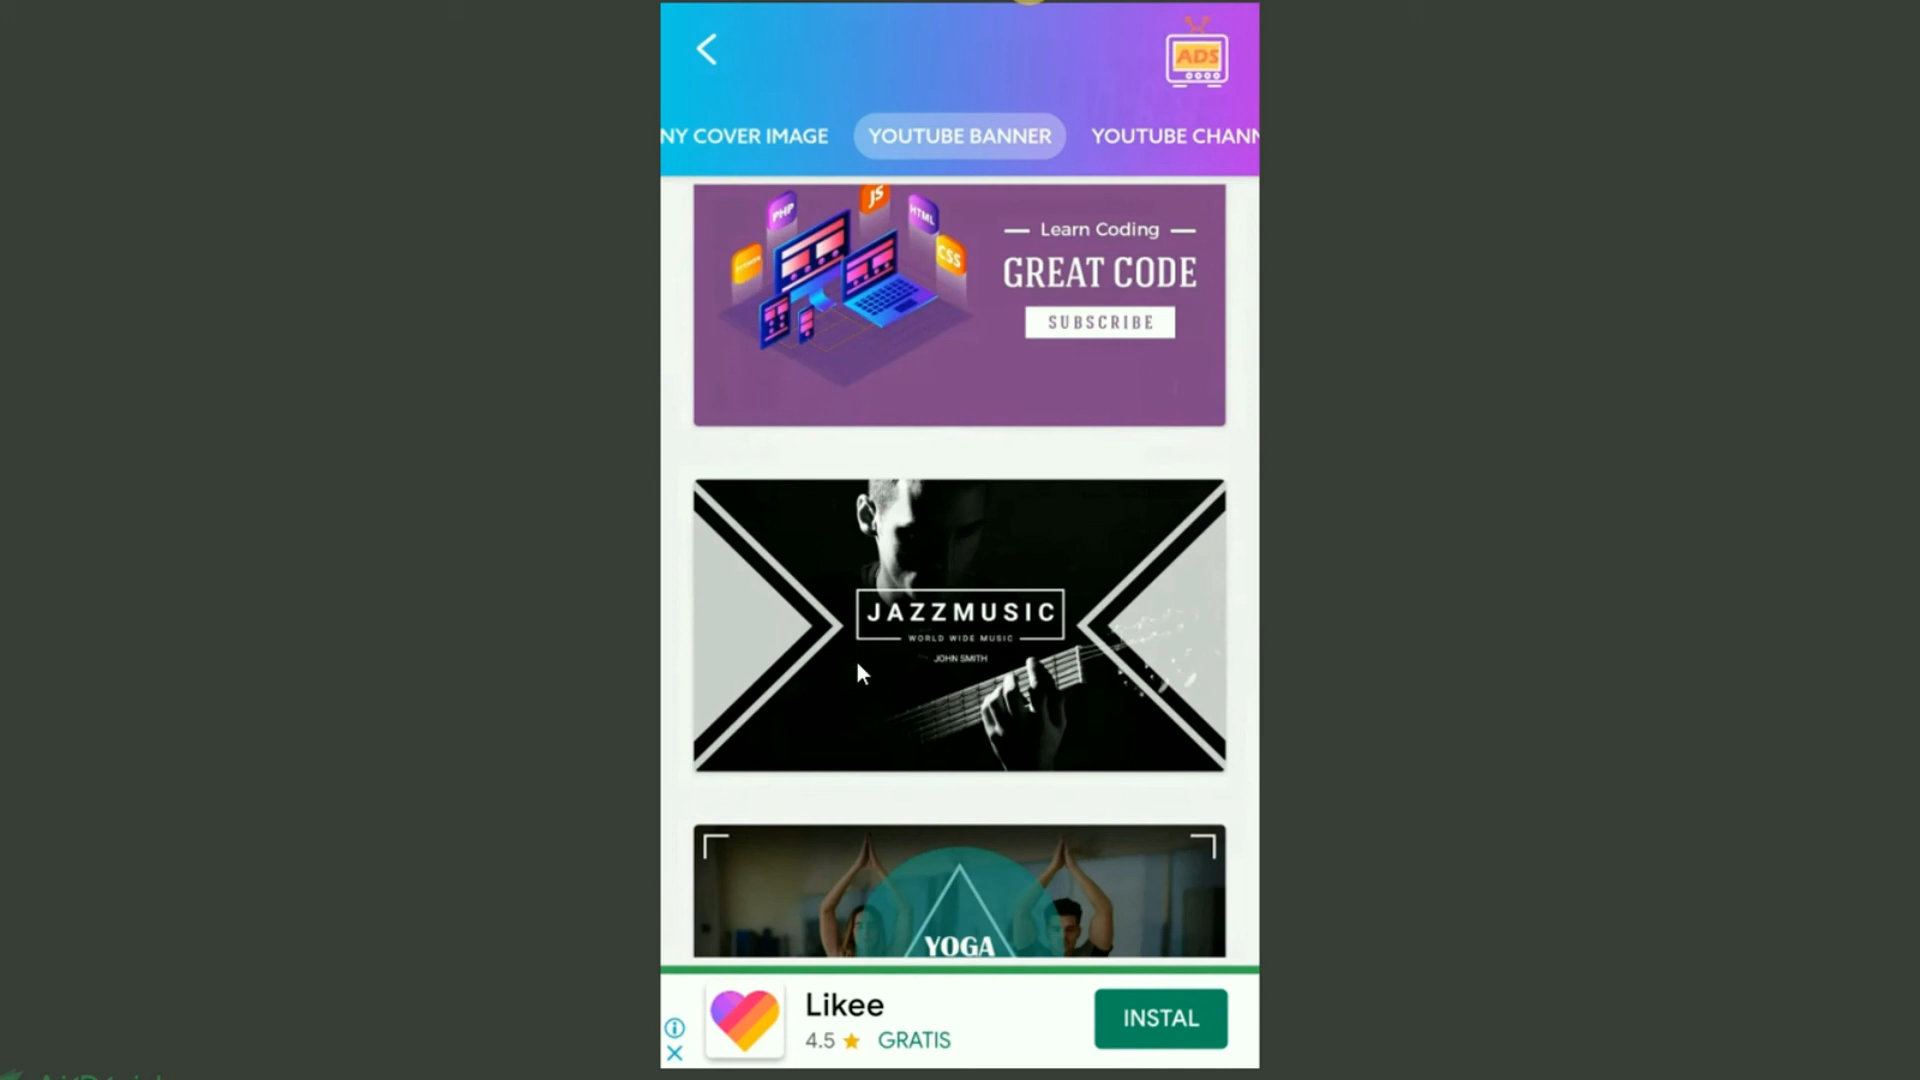 ADS
NY COVER IMAGE
YOUTUBE BANNER
YOUTUBE CHANN
PHP
JS
HTML
PYTHON
CSS
Learn Coding
GREAT CODE
SUBSCRIBE
JAZZMUSIC
WORLD WIDE MUSIC
JOHN SMITH
YOGA
Likee
4.5 ★ GRATIS
INSTAL